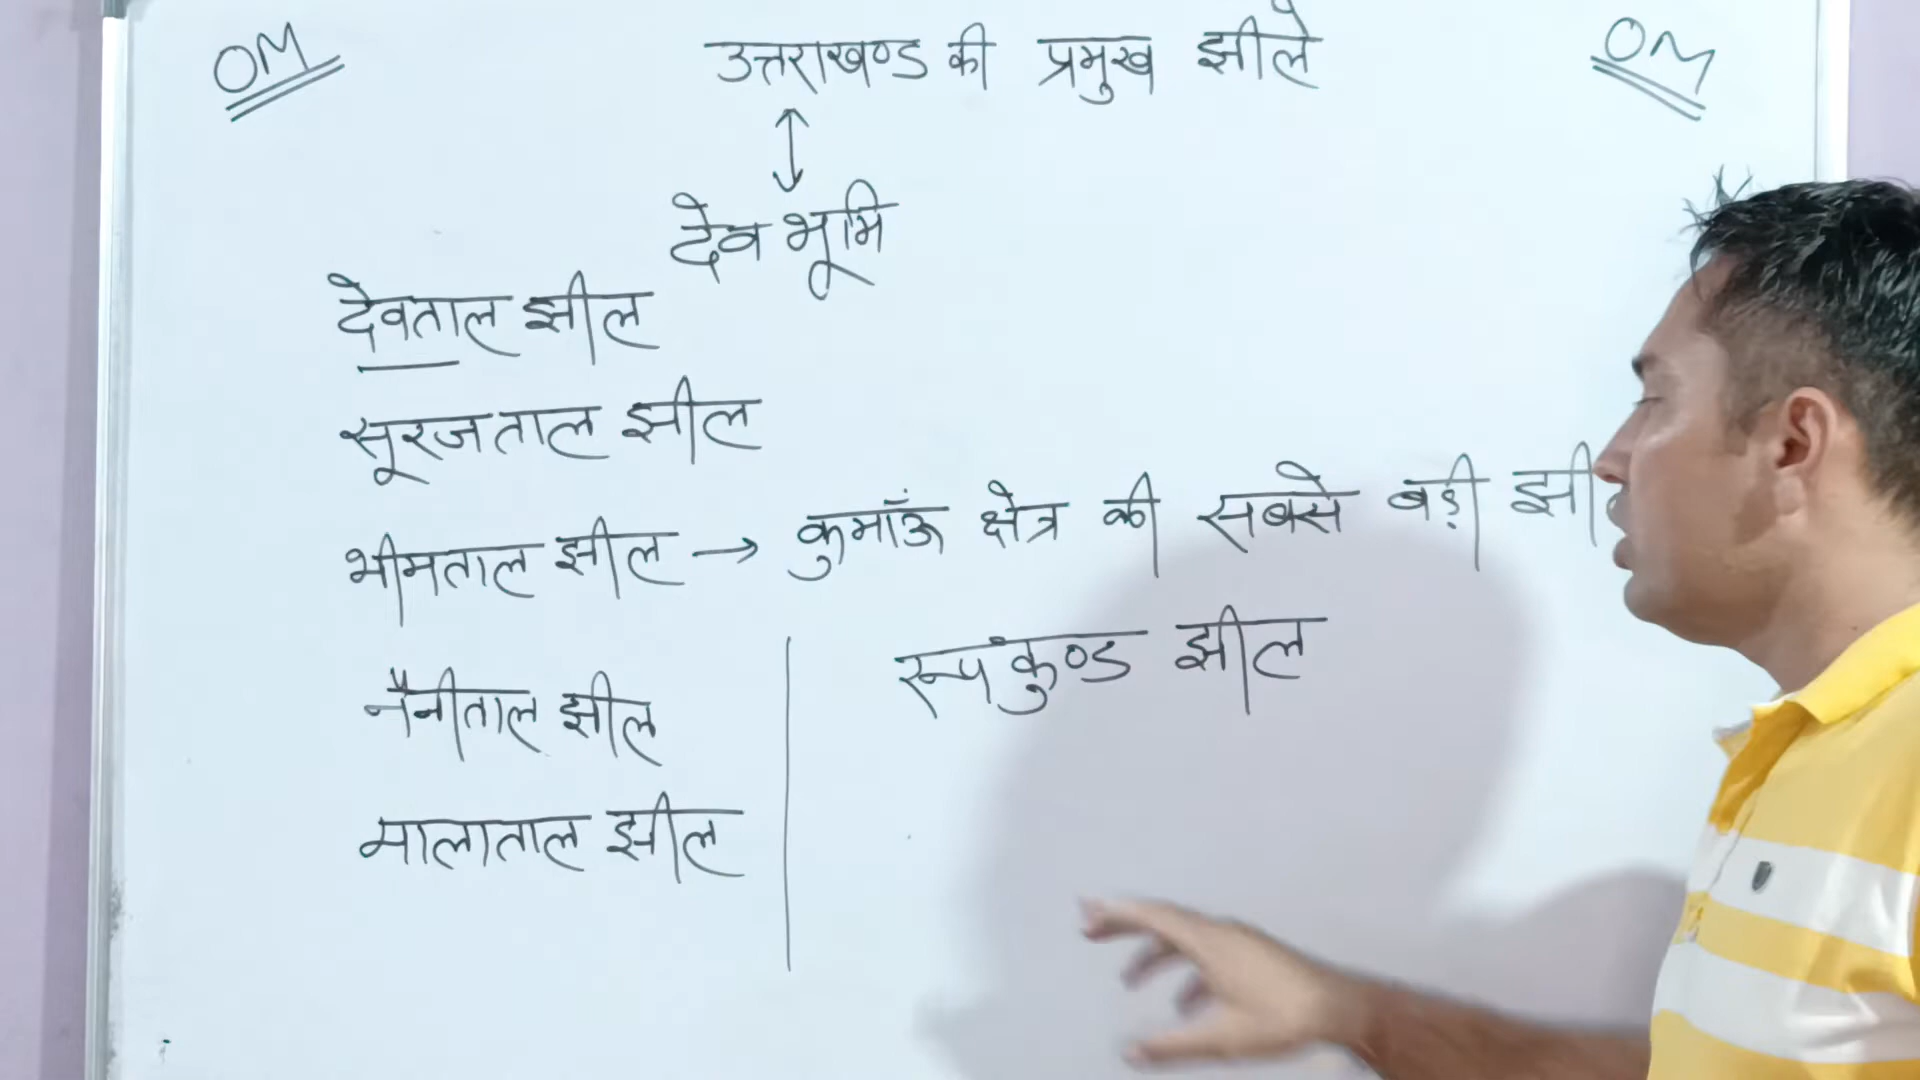 OM
उत्तराखण्ड की प्रमुख झीले
OM
देव भूमि
देवताल झील
सूरजताल झील
भीमताल झील → कुमाऊँ क्षेत्र की सबसे बड़ी
नैनीताल झील
मालाताल झील
रूपकुण्ड झील